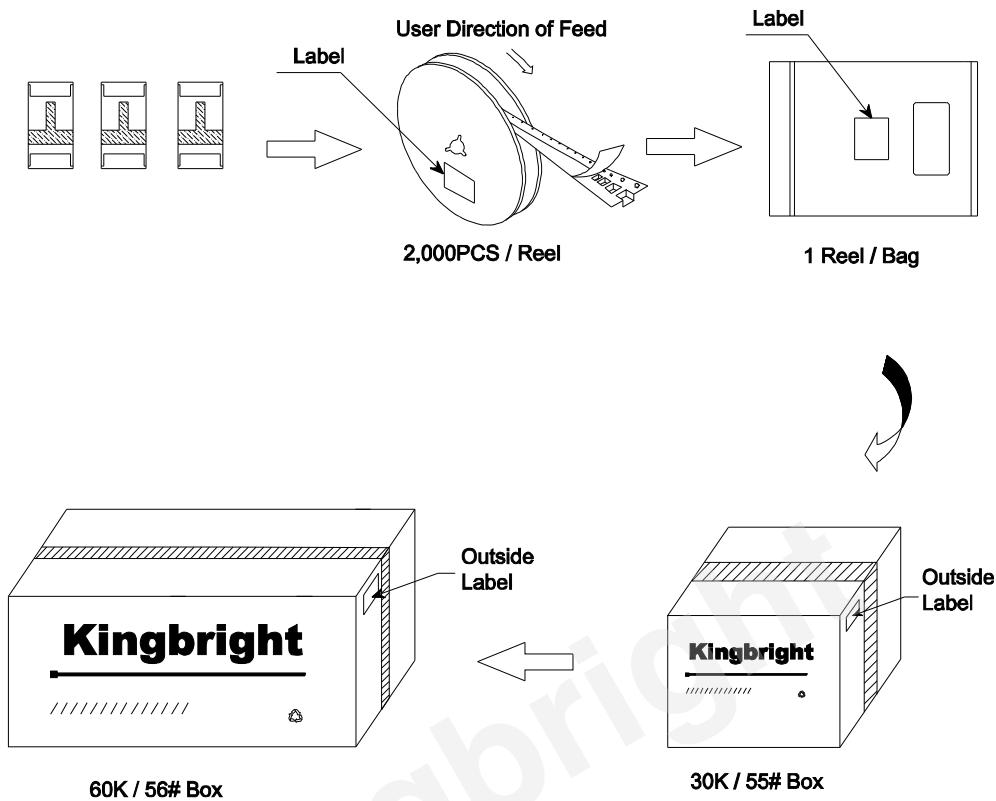 User Direction of Feed
Label
Label
2,000PCS / Reel
1 Reel / Bag
Outside
Label
Outside
Label
Kingbright
Kingbright
60K / 56# Box
30K / 55# Box
gbright